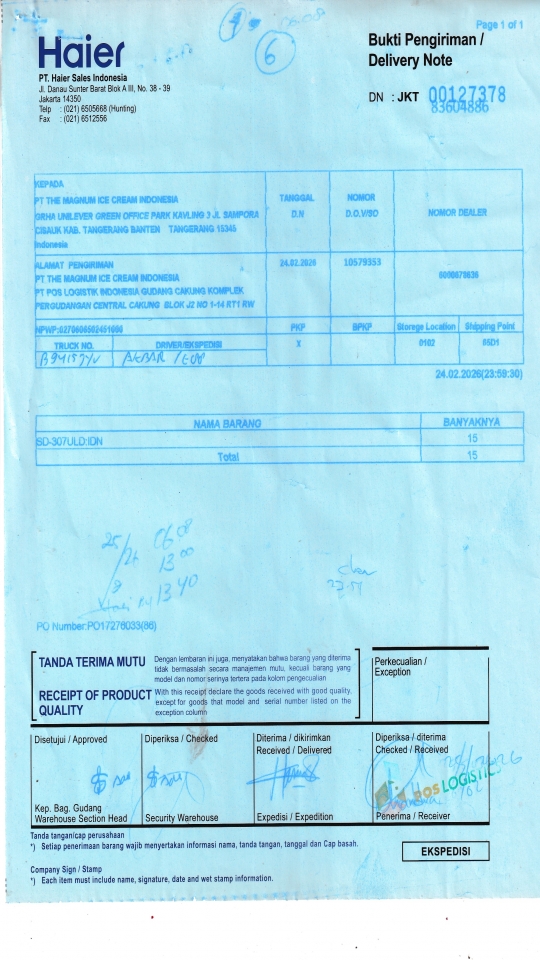 Page 1 of 1
6
Haier
Bukti Pengiriman /
Delivery Note
PT. Haier Sales Indonesia
Jl. Danau Sunter Barat Blok A III, No. 38 - 39
Jakarta 14350
Telp : (021) 6505668 (Hunting)
Fax : (021) 6512556
DN : JKT 00127378
83604886
KEPADA
PT THE MAGNUM ICE CREAM INDONESIA
GRHA UNILEVER GREEN OFFICE PARK KAVLING 3 JL SAMPORA
CISAUK KAB. TANGERANG BANTEN TANGERANG 15345
Indonesia
TANGGAL
D.N
NOMOR
D.O.V/SO
NOMOR DEALER
ALAMAT PENGIRIMAN
PT THE MAGNUM ICE CREAM INDONESIA
PT POS LOGISTIK INDONESIA GUDANG CAKUNG KOMPLEK
PERGUDANGAN CENTRAL CAKUNG BLOK J2 NO 1-14 RT1 RW
24.02.2026
10579353
PKP
BPKP
Storage Location
Shipping Point
TRUCK NO.
DRIVER/EKSPEDISI
X
0102
05D1
AKBAR
24.02.2026(23:59:30)
NAMA BARANG
BANYAKNYA
SD-307ULD:IDN
15
Total
15
06 08
13 00
13 40
PO Number:PO17278033(86)
TANDA TERIMA MUTU
Dengan lembaran ini juga, menyatakan bahwa barang yang diterima
tidak bermasalah secara manajemen mutu, kecuali barang yang
model dan nomor serinya tertera pada kolom pengecualian
RECEIPT OF PRODUCT
QUALITY
With this receipt declare the goods received with good quality,
except for goods that model and serial number listed on the
exception column
Perkecualian /
Exception
Disetujui / Approved
Diperiksa / Checked
Diterima / dikirimkan
Received / Delivered
Diperiksa / diterima
Checked / Received
POS LOGISTIC
Kep. Bag. Gudang
Warehouse Section Head
Security Warehouse
Expedisi / Expedition
Penerima / Receiver
Tanda tangan/cap perusahaan
*) Setiap penerimaan barang wajib menyertakan informasi nama, tanda tangan, tanggal dan Cap basah.
EKSPEDISI
Company Sign / Stamp
*) Each item must include name, signature, date and wet stamp information.